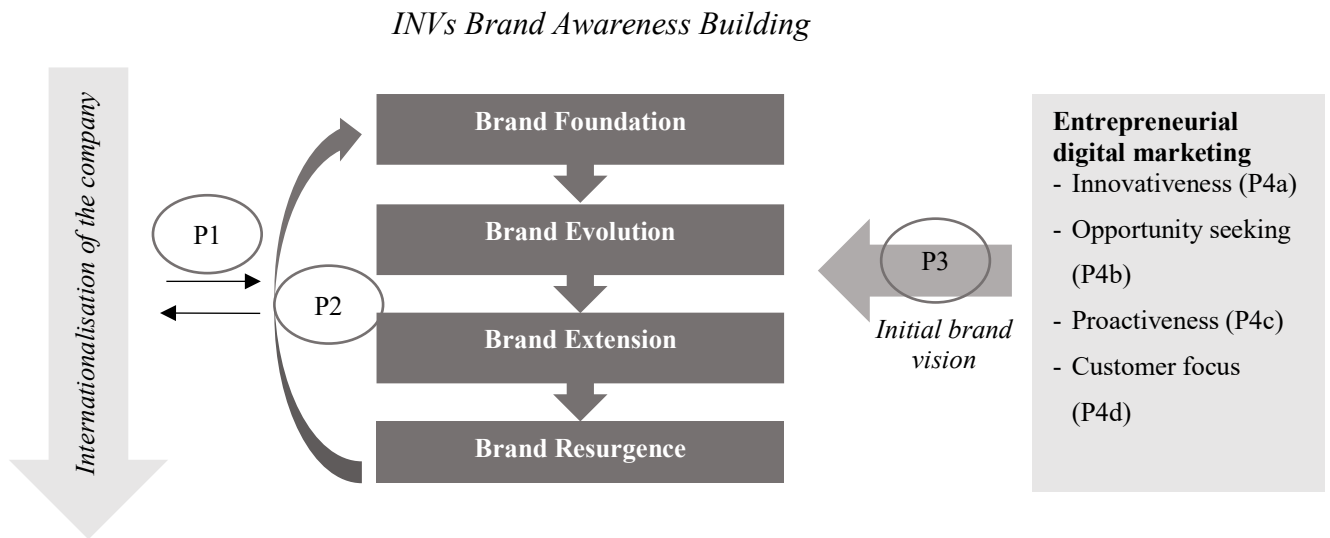 INVs Brand Awareness Building
Internationalisation of the company
P1
P2
Brand Foundation
Brand Evolution
Brand Extension
Brand Resurgence
P3
Initial brand
vision
Entrepreneurial
digital marketing
- Innovativeness (P4a)
- Opportunity seeking
(P4b)
- Proactiveness (P4c)
- Customer focus
(P4d)